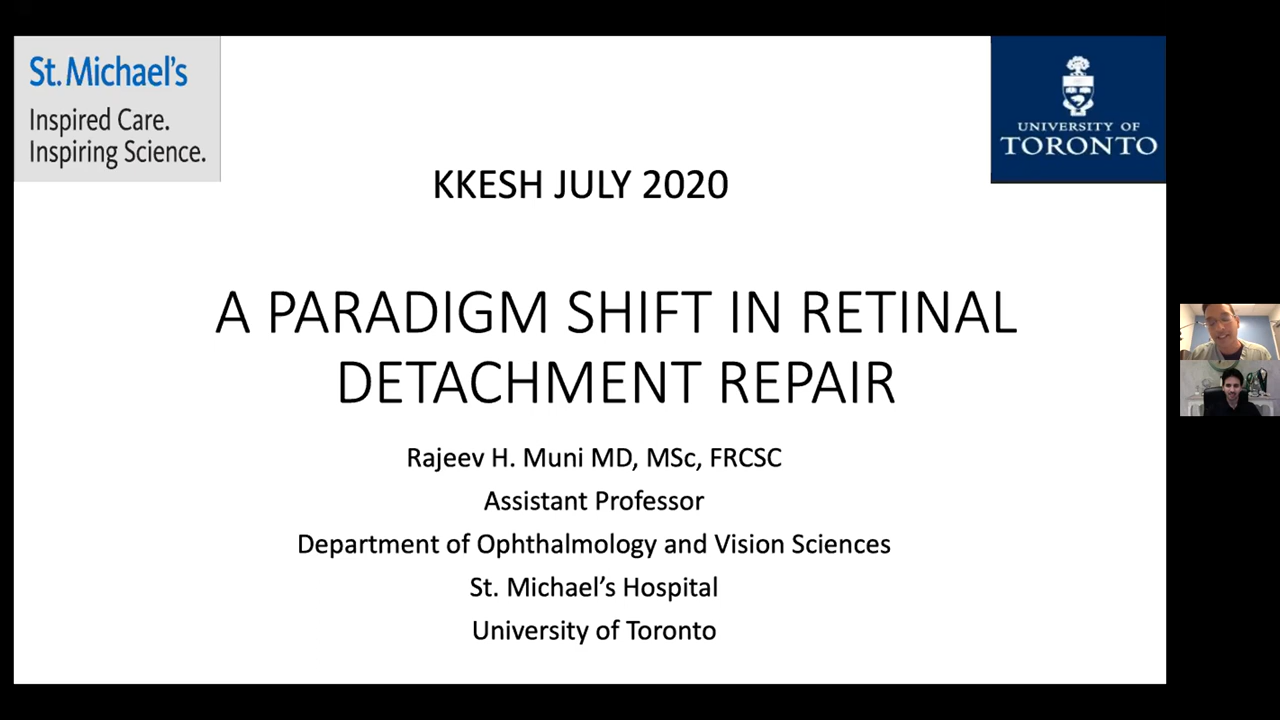 St. Michael's
Inspired Care.
Inspiring Science.
UNIVERSITY OF
TORONTO
KKESH JULY 2020
A PARADIGM SHIFT IN RETINAL
DETACHMENT REPAIR
Rajeev H. Muni MD, MSc, FRCSC
Assistant Professor
Department of Ophthalmology and Vision Sciences
St. Michael’s Hospital
University of Toronto